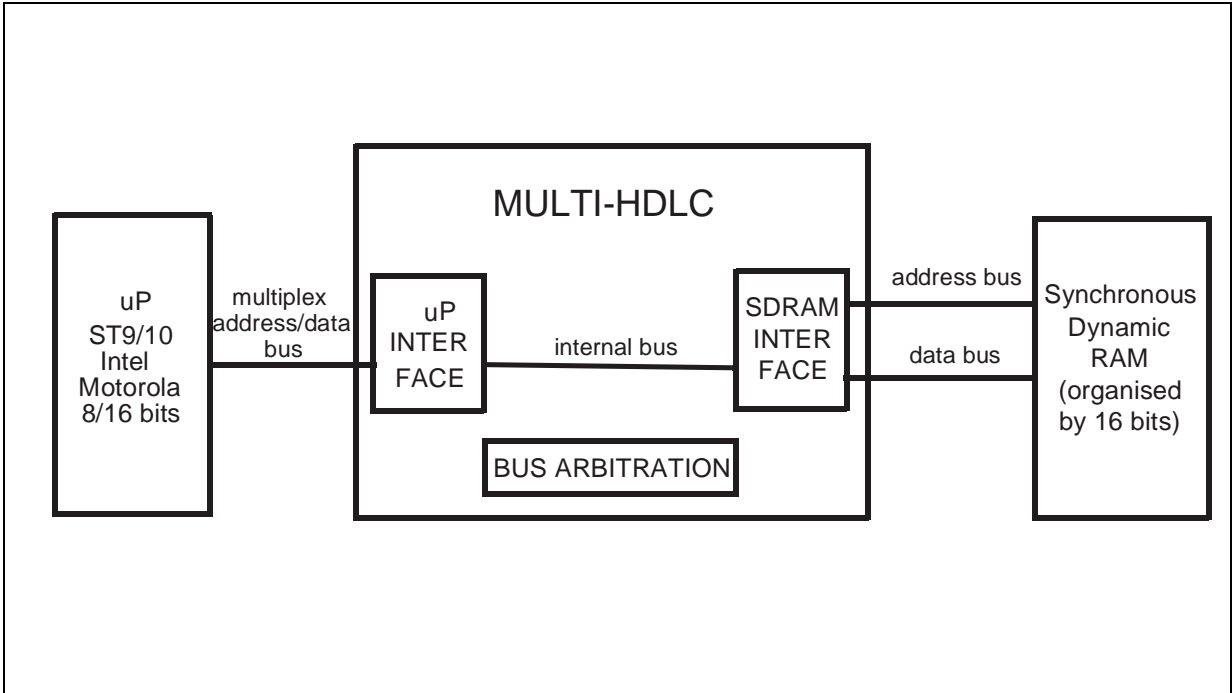 MULTI-HDLC
uP
ST9/10
Intel
Motorola
8/16 bits
multiplex
address/data
bus
uP
INTER
FACE
internal bus
SDRAM
INTER
FACE
BUS ARBITRATION
address bus
data bus
Synchronous
Dynamic
RAM
(organised
by 16 bits)